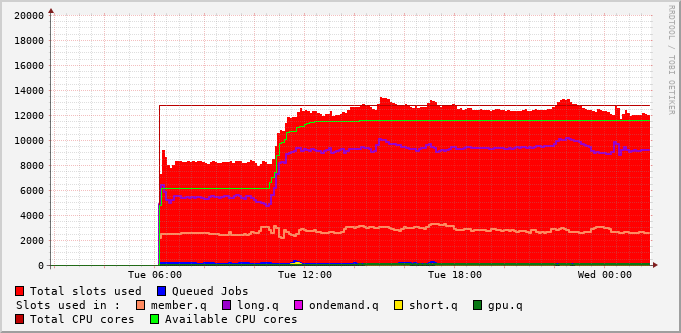 20000
18000
16000
14000
12000
10000
8000
6000
4000
2000
0
Tue 06:00 Tue 12:00 Tue 18:00 Wed 00:00
RRDTOOL / TOBI OETIKER
Total slots used Queued Jobs
Slots used in : member.q long.q ondemand.q short.q gpu.q
Total CPU cores Available CPU cores